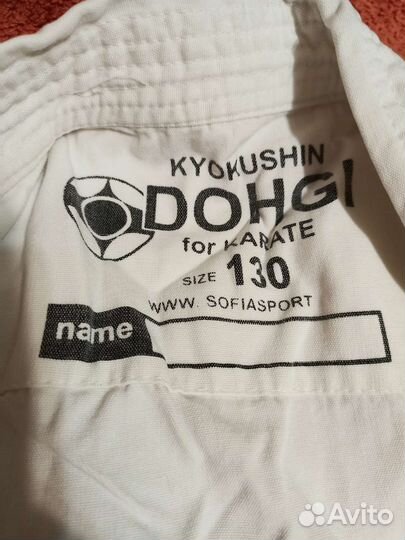 KYOKUSHIN
DOHGI
for KARATE
SIZE 130
WWW. SOFIASPORT
name
Avito